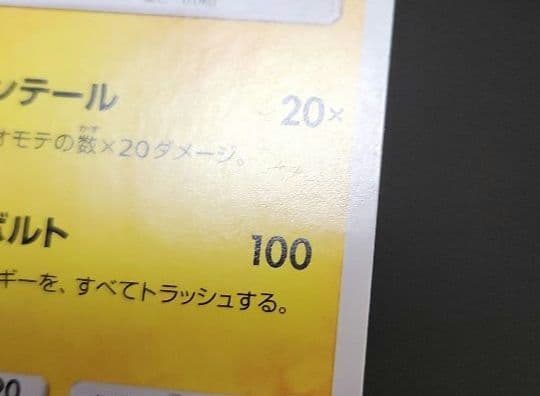 ンテール 20×
オモテの数×20ダメージ。
ボルト 100
ギーを、すべてトラッシュする。